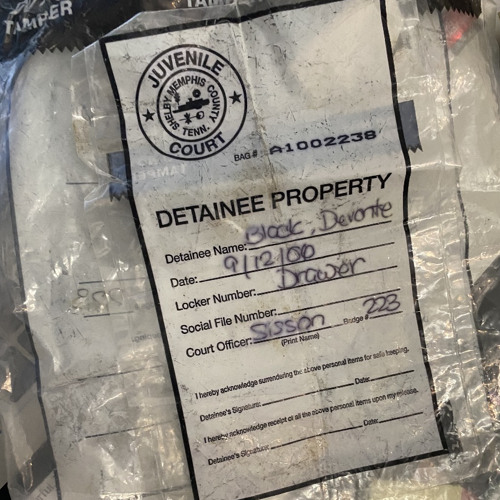 TAMPER
JUVENILE
MEMPHIS
SHELBY COUNTY
TENN.
COURT
BAG# A1002238
DETAINEE PROPERTY
Detainee Name: Black, Devonte
Date: 9/12/00
Locker Number: Drawer
Social File Number:
Court Officer: Sisson Badge 223
(Print Name)
I hereby acknowledge surrending the above personal items for safe keeping.
Detainee's Signature: Date:
I hereby acknowledge receipt of all the above personal items upon my release.
Detainee's Signature: Date: